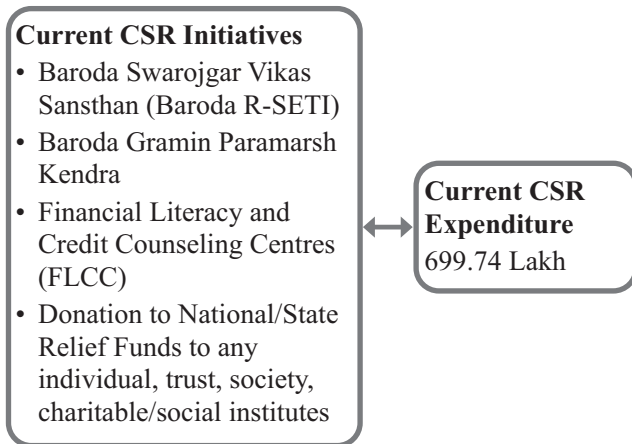 Current CSR Initiatives
• Baroda Swarojgar Vikas
Sansthan (Baroda R-SETI)
• Baroda Gramin Paramarsh
Kendra
• Financial Literacy and
Credit Counseling Centres
(FLCC)
• Donation to National/State
Relief Funds to any
individual, trust, society,
charitable/social institutes
Current CSR
Expenditure
699.74 Lakh